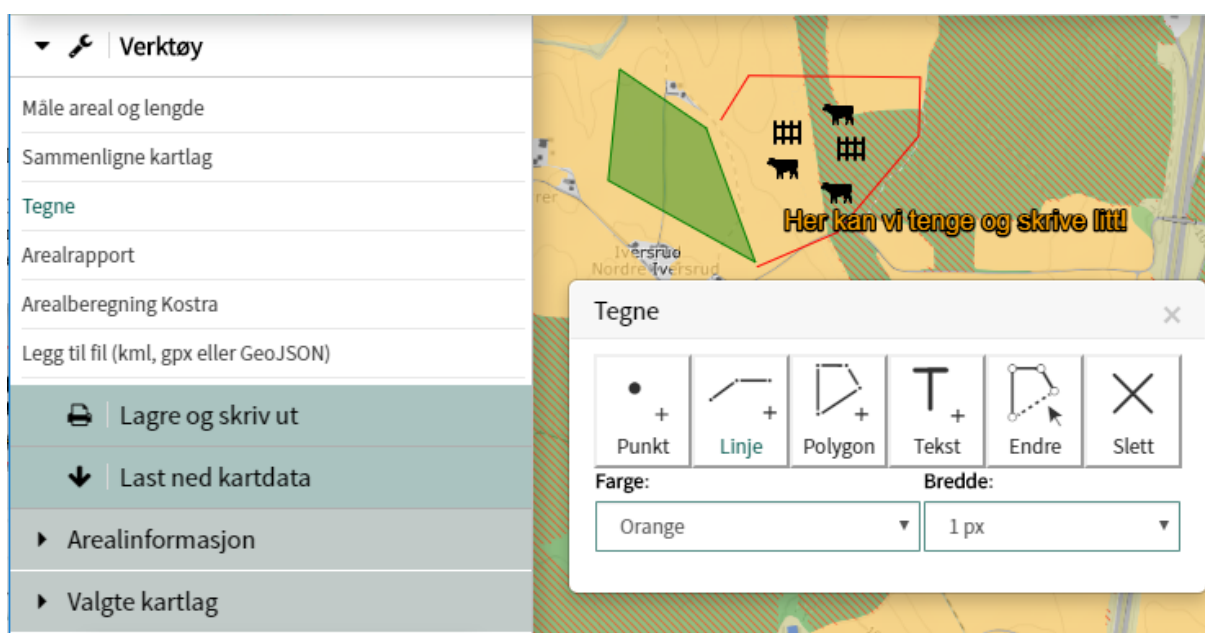 Verktøy
Måle areal og lengde
Sammenligne kartlag
Tegne
Arealrapport
Arealberegning Kostra
Legg til fil (kml, gpx eller GeoJSON)
Lagre og skriv ut
Last ned kartdata
Arealinformasjon
Valgte kartlag
rer
Her kan vi tenge og skrive litt!
Iversrud
Nordre Iversrud
Tegne
Punkt
Linje
Polygon
Tekst
Endre
Slett
Farge: Bredde:
Orange 1 px